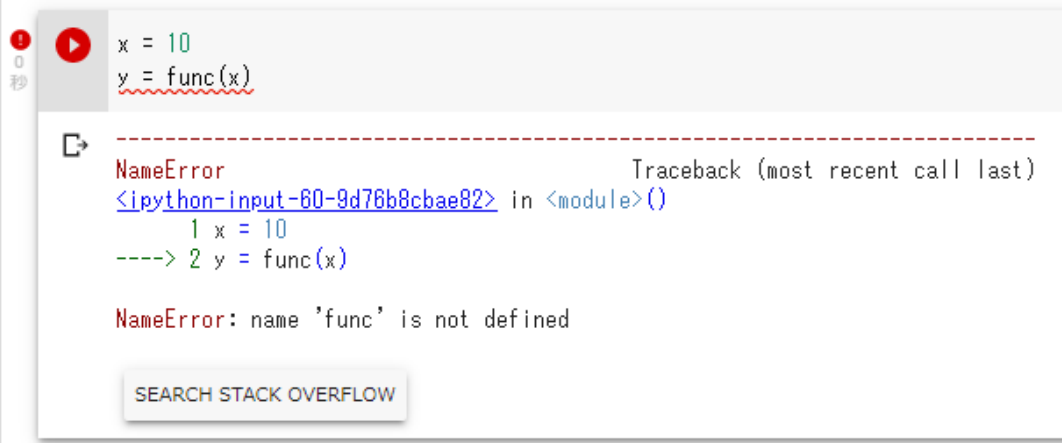 x = 10
y = func(x)
0
秒
---------------------------------------------------------------------------
NameError Traceback (most recent call last)
<ipython-input-60-9d76b8cbae82> in <module>()
1 x = 10
----> 2 y = func(x)
NameError: name 'func' is not defined
SEARCH STACK OVERFLOW